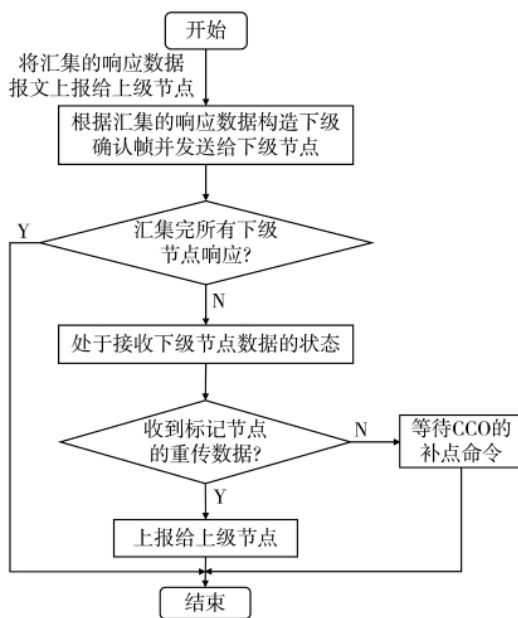 开始
将汇集的响应数据
报文上报给上级节点
根据汇集的响应数据构造下级
确认帧并发送给下级节点
汇集完所有下级
节点响应?
Y
N
处于接收下级节点数据的状态
收到标记节点
的重传数据?
N
等待CCO的
补点命令
Y
上报给上级节点
结束